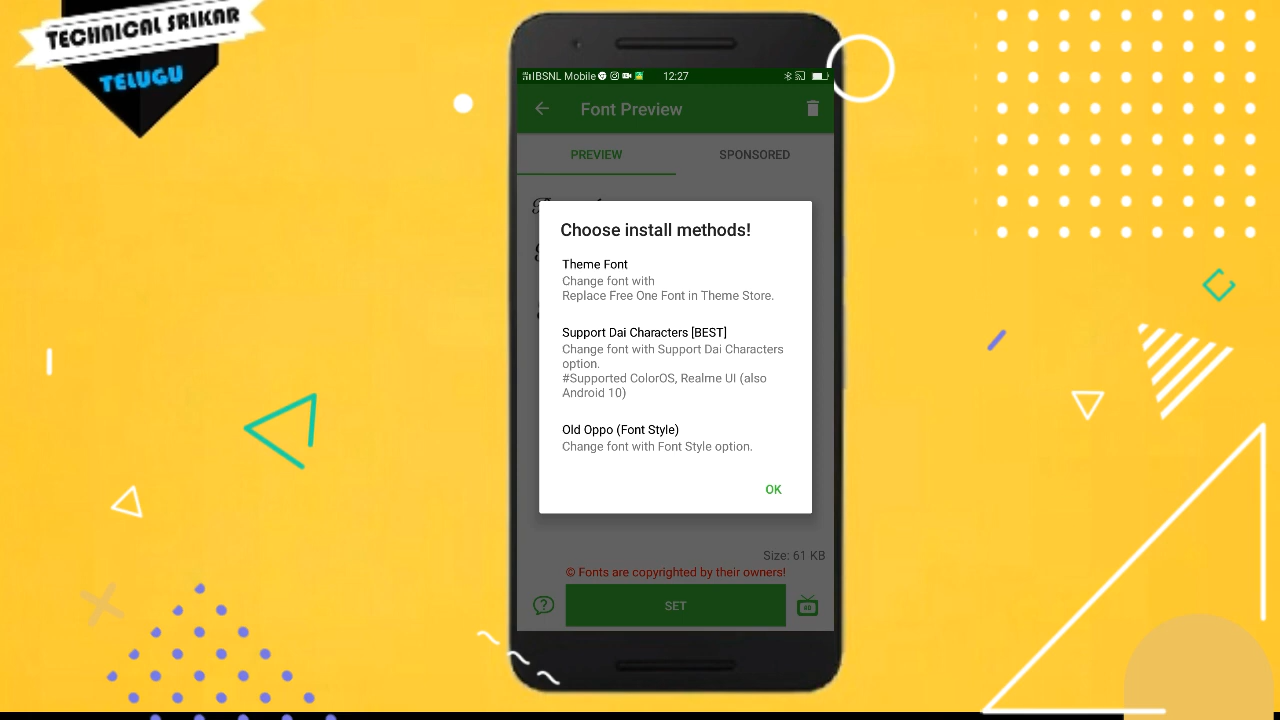 TECHNICAL SRIKAR
TELUGU
BSNL Mobile 12:27
Font Preview
PREVIEW SPONSORED
Choose install methods!
Theme Font
Change font with
Replace Free One Font in Theme Store.
Support Dai Characters [BEST]
Change font with Support Dai Characters
option.
#Supported ColorOS, Realme UI (also
Android 10)
Old Oppo (Font Style)
Change font with Font Style option.
OK
Size: 61 KB
© Fonts are copyrighted by their owners!
SET